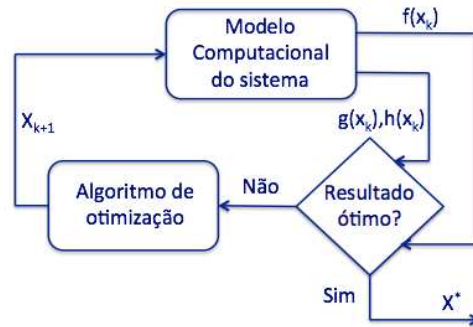 Modelo
Computacional
do sistema
f(xk)
Xk+1
g(xk),h(xk)
Algoritmo de
otimização
Não
Resultado
ótimo?
Sim
X*